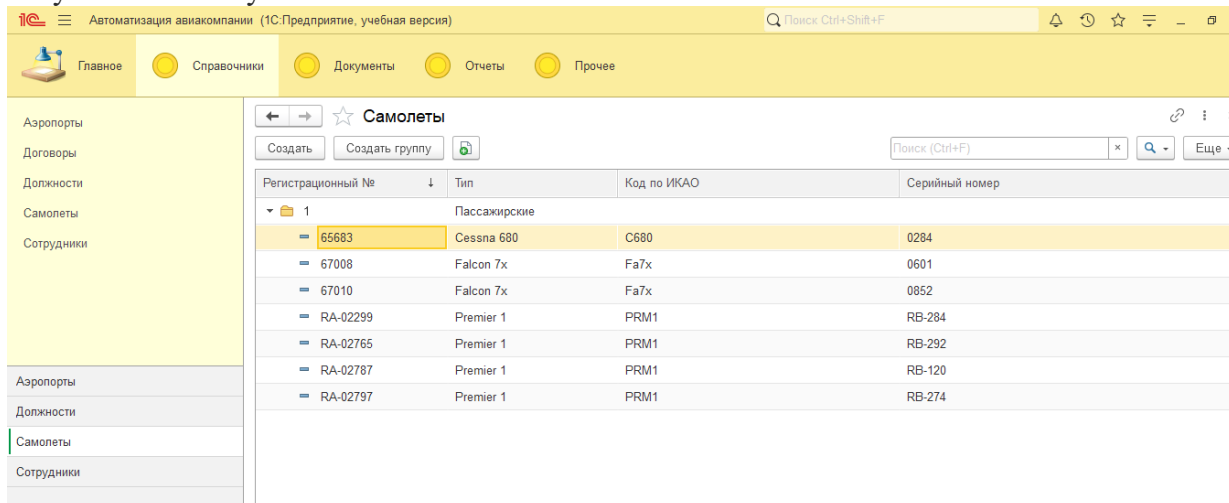 1С Автоматизация авиакомпании (1С:Предприятие, учебная версия) Поиск Ctrl+Shift+F
Главное Справочники Документы Отчеты Прочее
Аэропорты
Договоры
Должности
Самолеты
Сотрудники
Аэропорты
Должности
Самолеты
Сотрудники
Самолеты
Создать Создать группу Поиск (Ctrl+F) × Еще
Регистрационный № ↓ Тип Код по ИКАО Серийный номер
1 Пассажирские
65683 Cessna 680 C680 0284
67008 Falcon 7x Fa7x 0601
67010 Falcon 7x Fa7x 0852
RA-02299 Premier 1 PRM1 RB-284
RA-02765 Premier 1 PRM1 RB-292
RA-02787 Premier 1 PRM1 RB-120
RA-02797 Premier 1 PRM1 RB-274